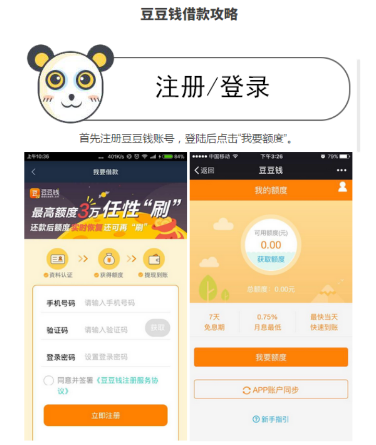 豆豆钱借款攻略
注册/登录
首先注册豆豆钱账号，登陆后点击"我要额度"。
上午10:36
401K/s
84%
我要借款
豆豆钱
最高额度3万任性"刷"
还款后额度实时恢复还可再"刷"
资料认证
获得额度
提现到账
手机号码 请输入手机号码
验证码 请输入验证码 获取
登录密码 设置登录密码
同意并签署《豆豆钱注册服务协
议》
立即注册
中国移动
下午3:26
79%
返回
豆豆钱
我的额度
可用额度(元)
0.00
获取额度
总额度：0.00元
7天
免息期
0.75%
月息最低
最快当天
快速到账
我要额度
APP账户同步
新手指引